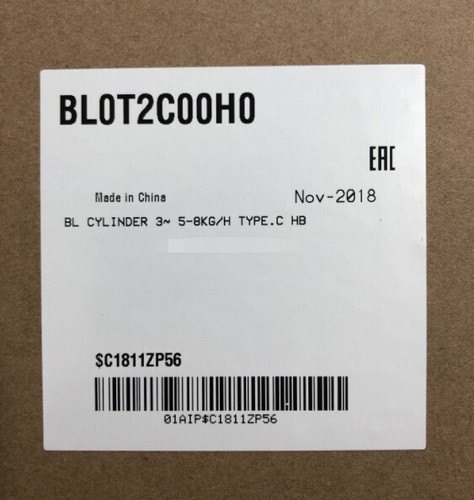 BL0T2C00H0
EAC
Made in China Nov-2018
BL CYLINDER 3~ 5-8KG/H TYPE.C HB
$C1811ZP56
01AIP$C1811ZP56